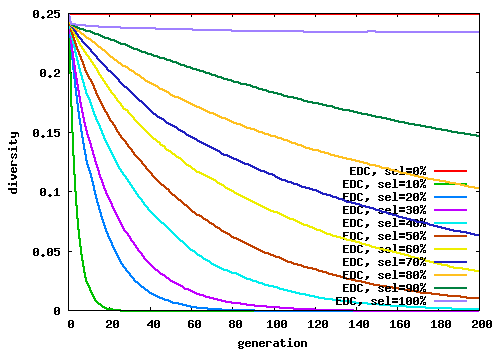 0.25
0.2
0.15
0.1
0.05
0
diversity
EDC, sel=0%
EDC, sel=10%
EDC, sel=20%
EDC, sel=30%
EDC, sel=40%
EDC, sel=50%
EDC, sel=60%
EDC, sel=70%
EDC, sel=80%
EDC, sel=90%
EDC, sel=100%
0 20 40 60 80 100 120 140 160 180 200
generation